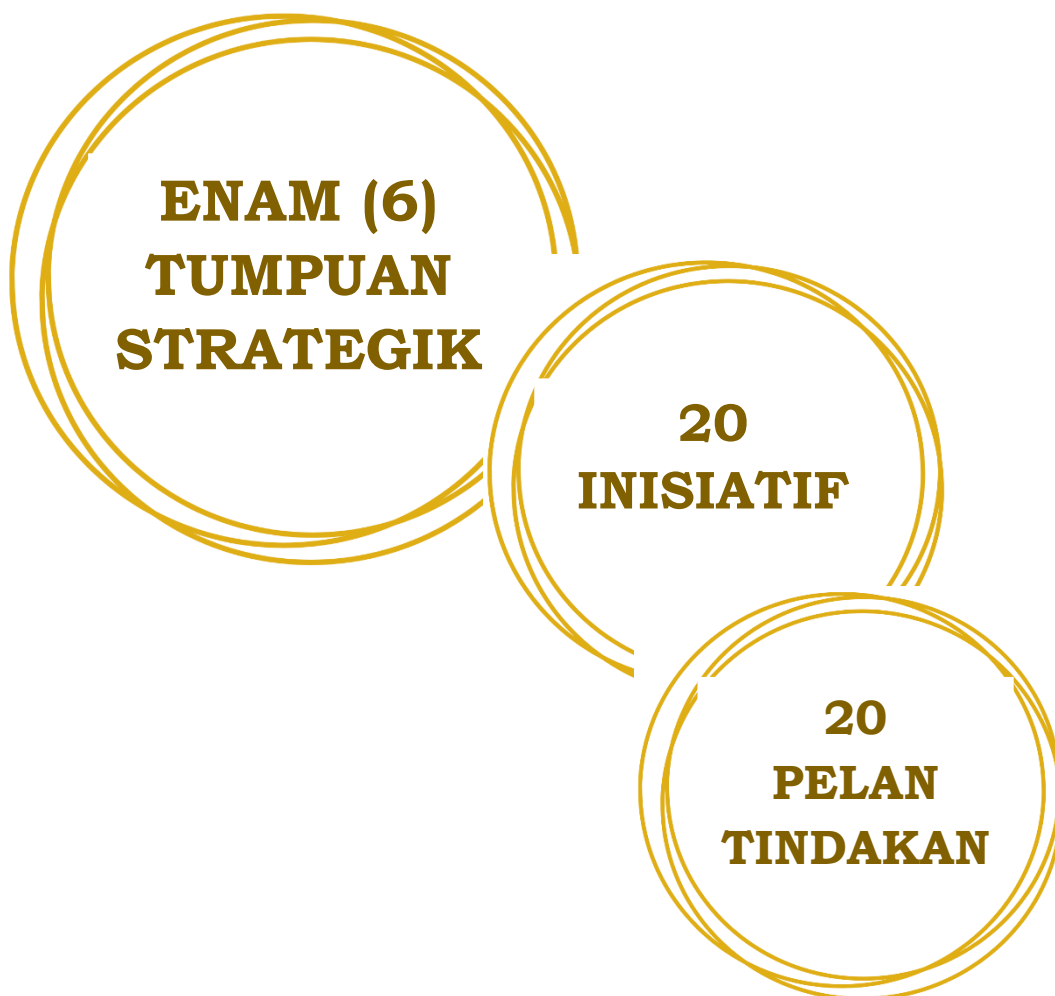 ENAM (6)
TUMPUAN
STRATEGIK
20
INISIATIF
20
PELAN
TINDAKAN